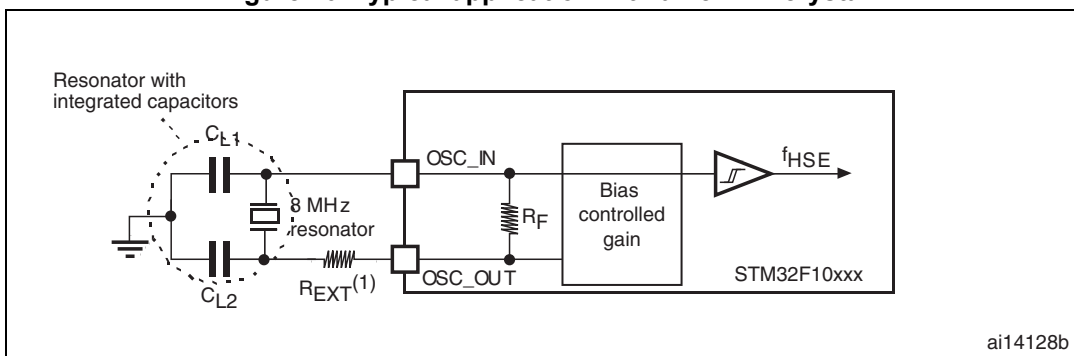 Resonator with
integrated capacitors
CL1
OSC_IN
fHSE
8 MHz
resonator
RF
Bias
controlled
gain
REXT(1)
OSC_OUT
STM32F10xxx
CL2
ai14128b